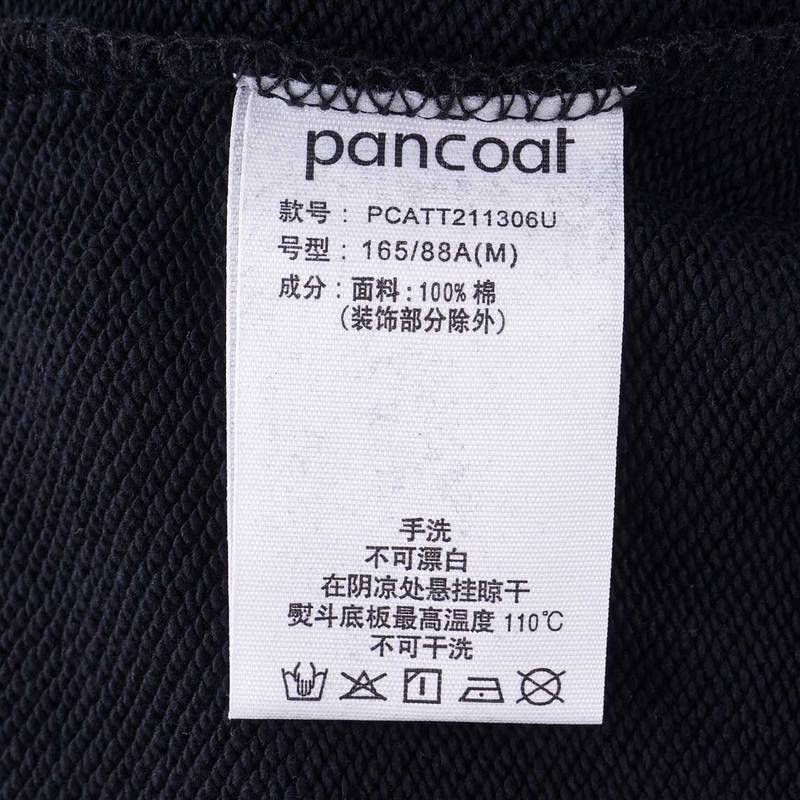 pancoat
款号: PCATT211306U
号型: 165/88A(M)
成分: 面料: 100% 棉
(装饰部分除外)
手洗
不可漂白
在阴凉处悬挂晾干
熨斗底板最高温度 110℃
不可干洗